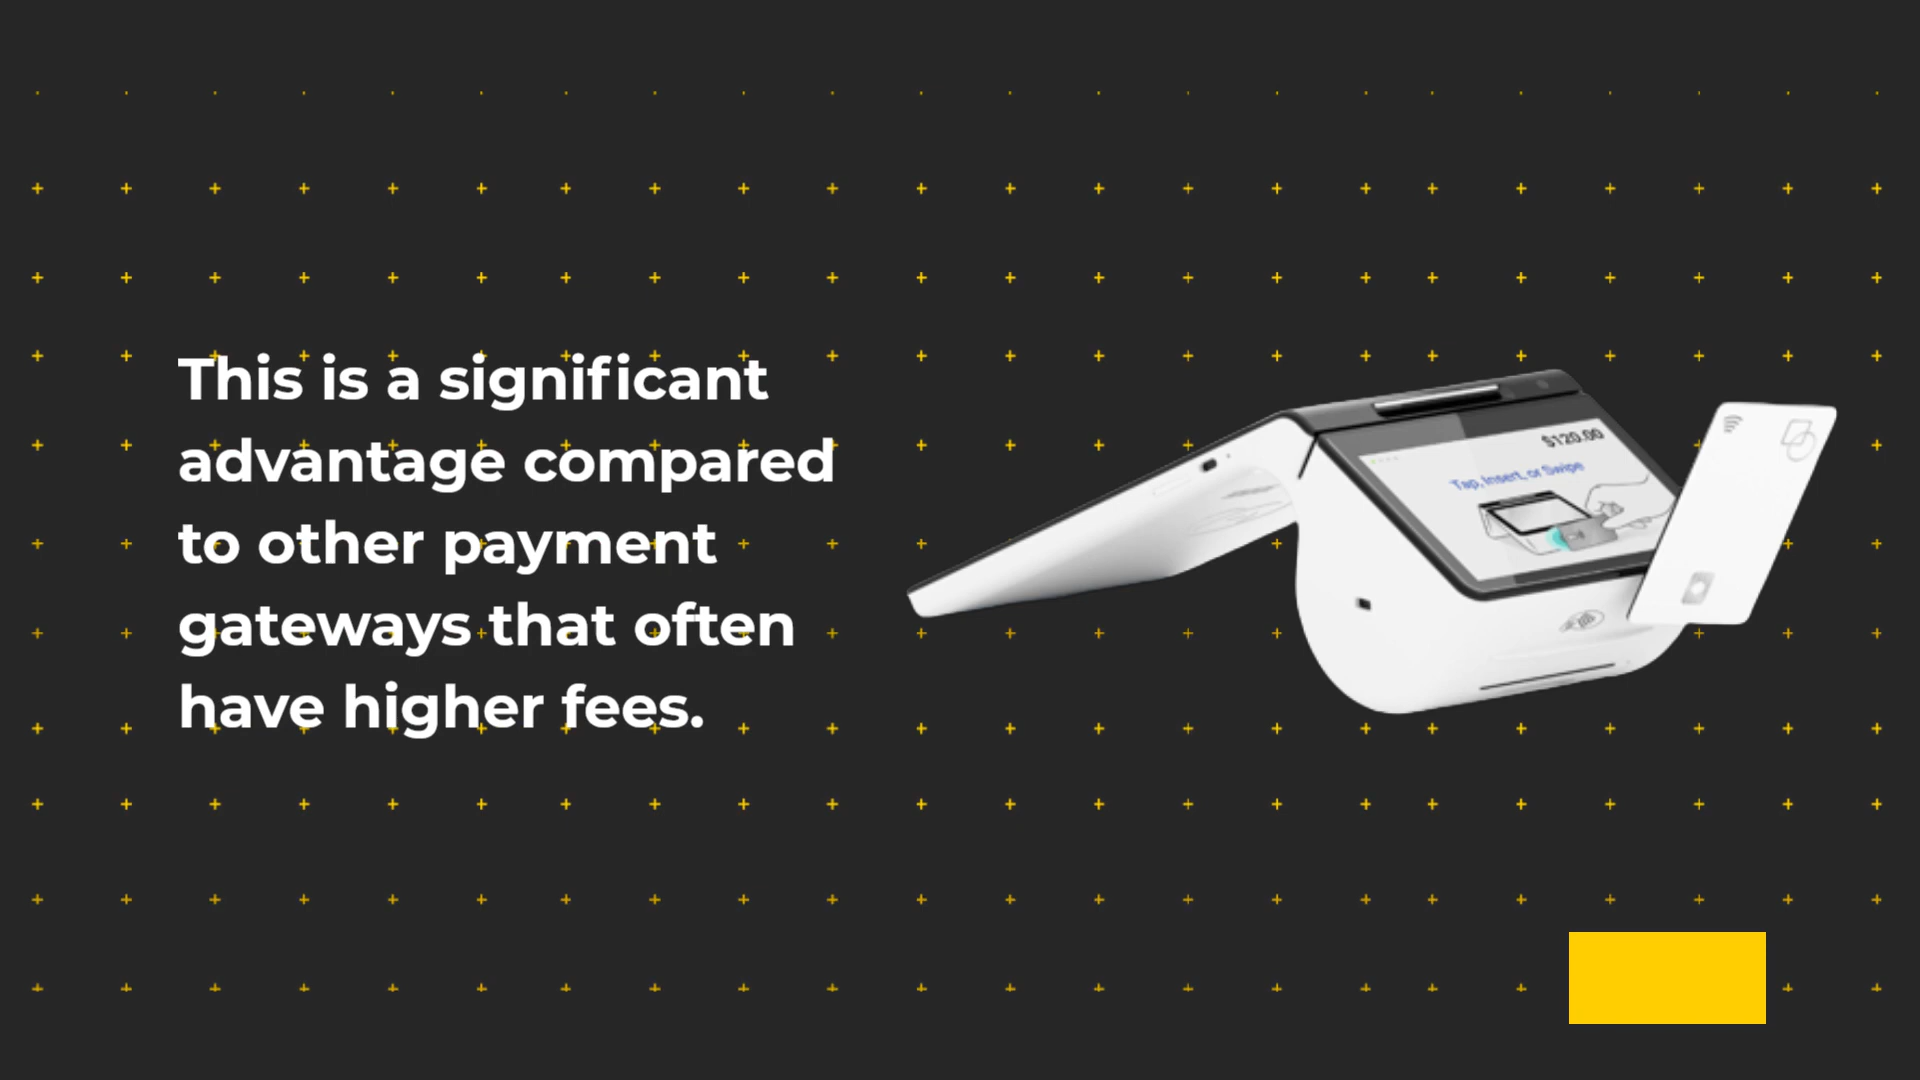 This is a significant
advantage compared
to other payment
gateways that often
have higher fees.
$120.00
Tap, Insert, or Swipe